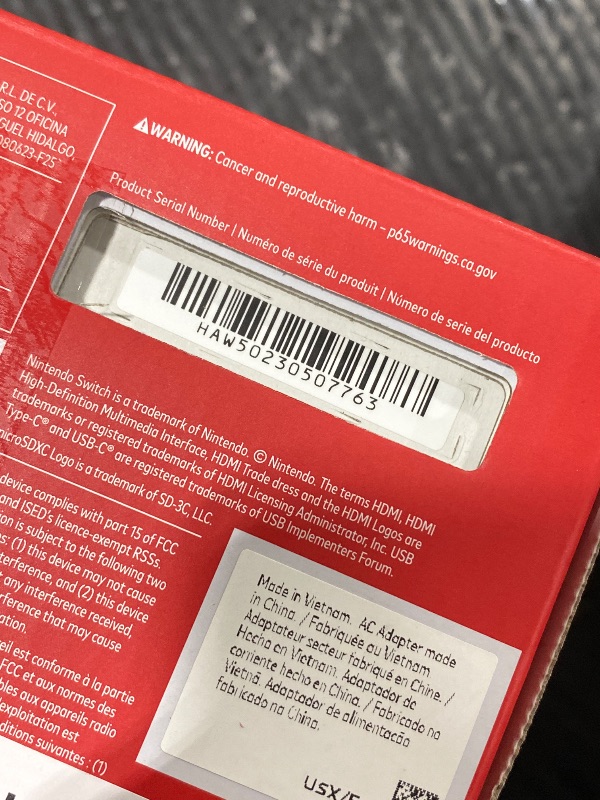 R.L. DE C.V.
SO 12 OFICINA
GUEL HIDALGO
080623-F25
WARNING: Cancer and reproductive harm – p65warnings.ca.gov
Product Serial Number | Numéro de série du produit | Número de serie del producto
HAW50230507763
Nintendo Switch is a trademark of Nintendo. © Nintendo. The terms HDMI, HDMI
High-Definition Multimedia Interface, HDMI Trade dress and the HDMI Logos are
trademarks or registered trademarks of HDMI Licensing Administrator, Inc. USB
Type-C® and USB-C® are registered trademarks of USB Implementers Forum.
microSDXC Logo is a trademark of SD-3C, LLC.
device complies with part 15 of FCC
and ISED's licence-exempt RSSs.
on is subject to the following two
s: (1) this device may not cause
terference, and (2) this device
t any interference received,
erference that may cause
ation.
eil est conforme à la partie
FCC et aux normes des
bles aux appareils radio
'exploitation est
ditions suivantes : (1)
Made in Vietnam. AC Adapter made
in China. / Fabriquée au Vietnam.
Adaptateur secteur fabriqué en Chine. /
Hecho en Vietnam. Adaptador de
corriente hecho en China. / Fabricado no
Vietnã. Adaptador de alimentação
fabricado na China.